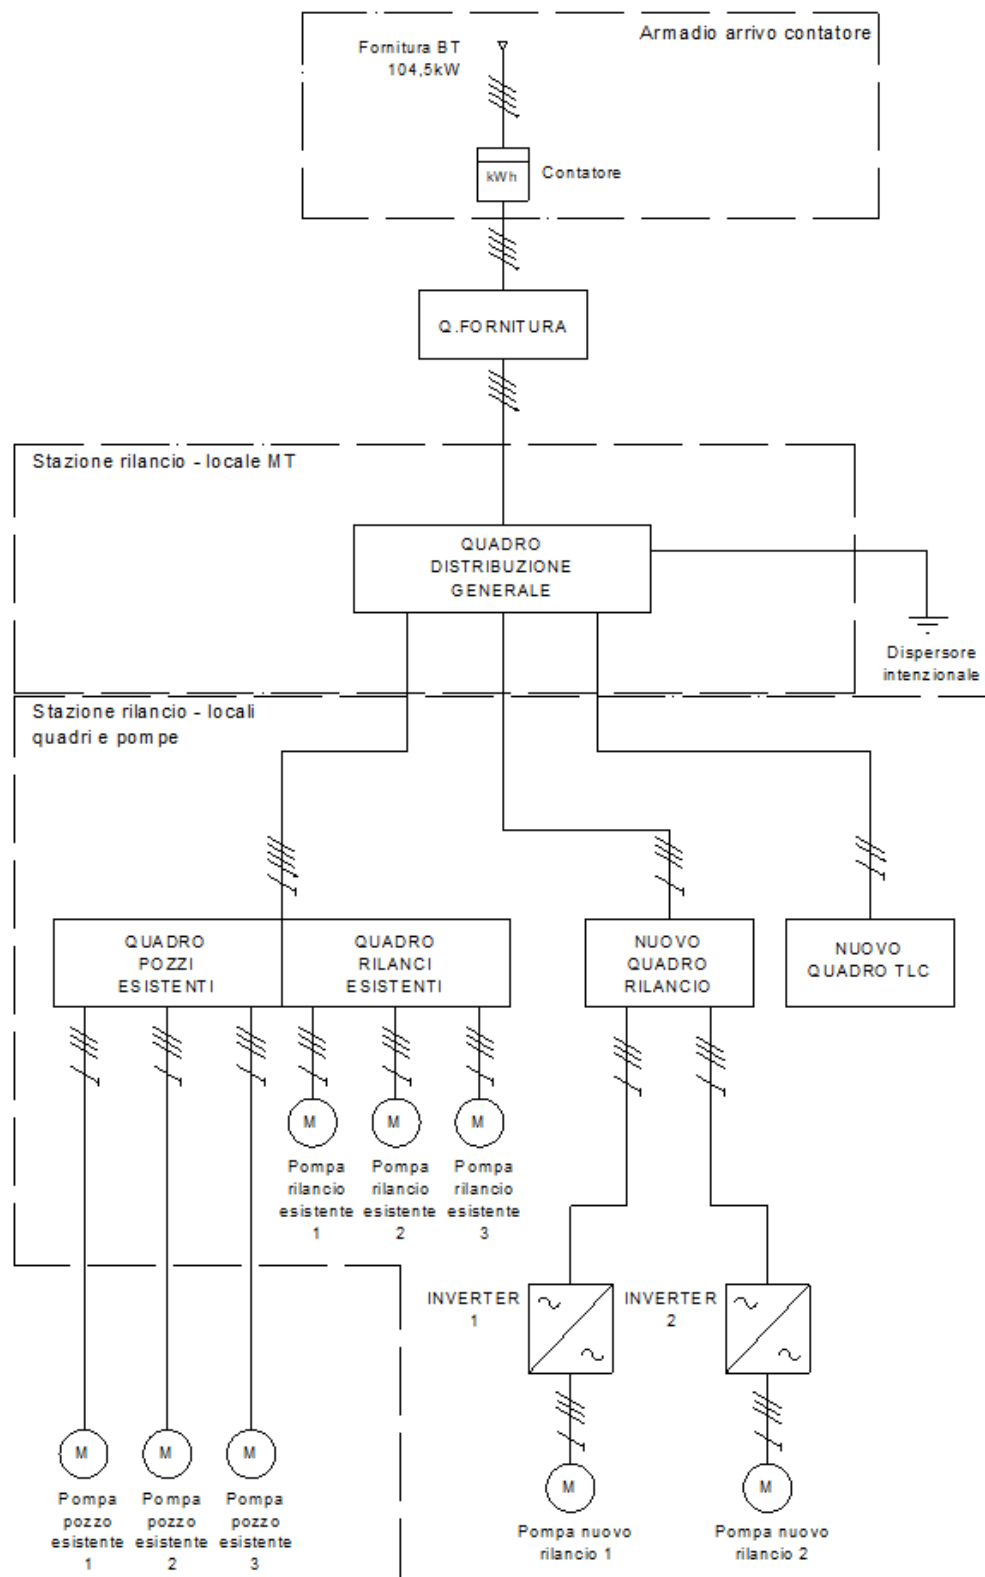 Armadio arrivo contatore
Fornitura BT
104,5kW
kWh
Contatore
Q.FORNITURA
Stazione rilancio - locale MT
QUADRO
DISTRIBUZIONE
GENERALE
Dispersore
intenzionale
Stazione rilancio - locali
quadri e pompe
QUADRO
POZZI
ESISTENTI
QUADRO
RILANCI
ESISTENTI
NUOVO
QUADRO
RILANCIO
NUOVO
QUADRO TLC
M
M
M
Pompa
rilancio
esistente
1
Pompa
rilancio
esistente
2
Pompa
rilancio
esistente
3
INVERTER
1
INVERTER
2
M
M
M
Pompa
pozzo
esistente
1
Pompa
pozzo
esistente
2
Pompa
pozzo
esistente
3
M
M
Pompa nuovo
rilancio 1
Pompa nuovo
rilancio 2